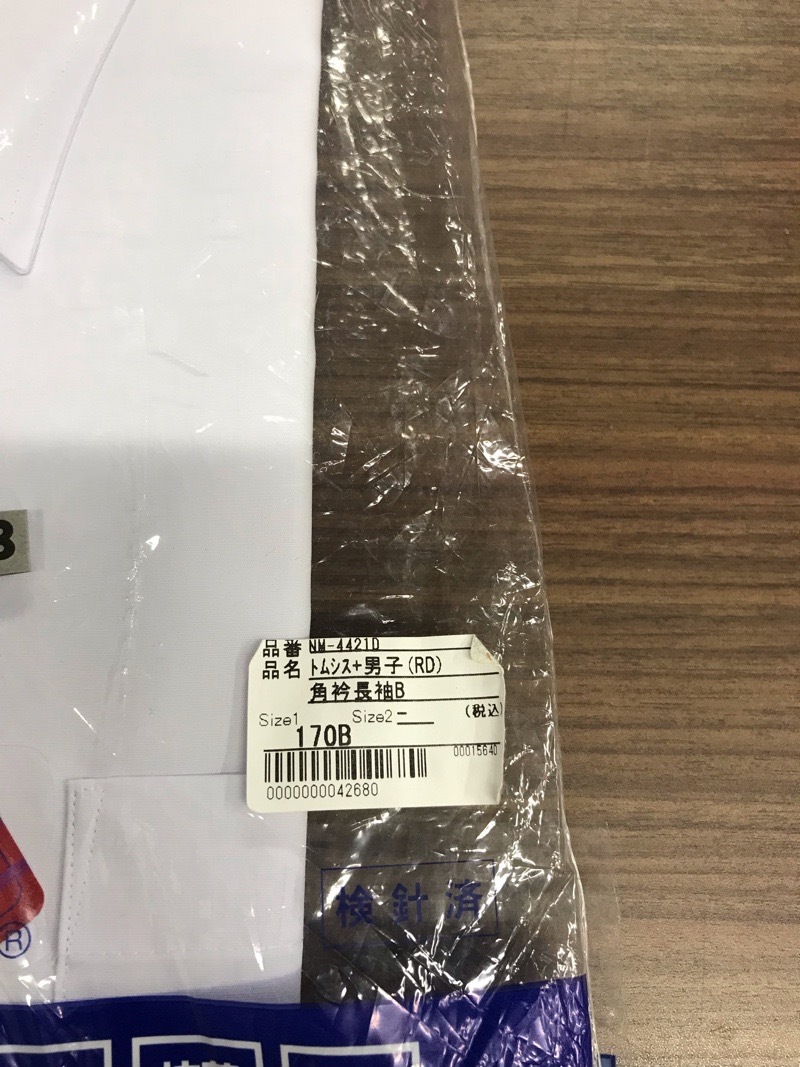 B
品番 NM-4421D
品名 トムシス+男子(RD)
角衿長袖B
Size1 Size2 ニ (税込)
170B
00015640
0000000042680
検針済
®